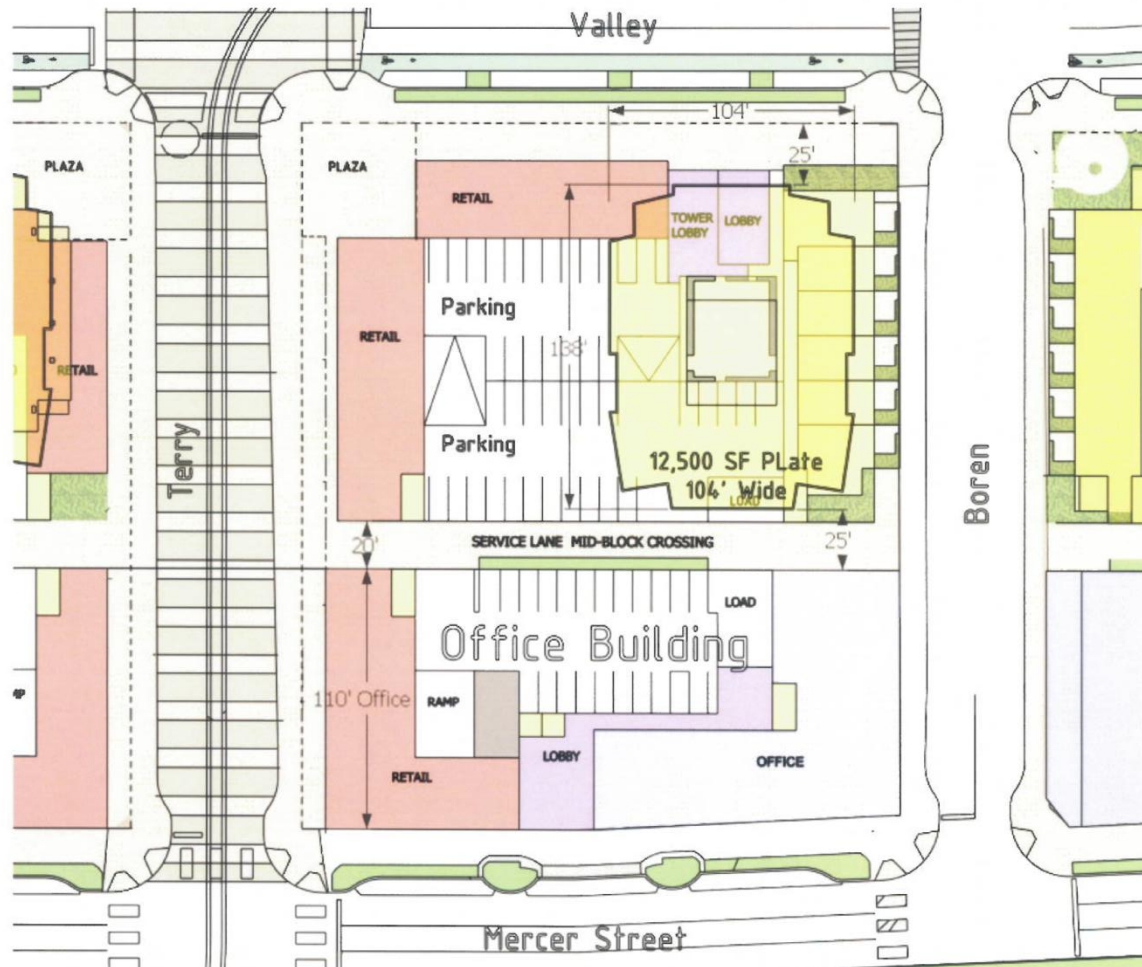 Valley
104'
25'
PLAZA
PLAZA
RETAIL
TOWER
LOBBY
LOBBY
Parking
RETAIL
138'
RETAIL
Parking
Terry
12,500 SF PLate
104' Wide
LOAD
Boren
20'
SERVICE LANE MID-BLOCK CROSSING
25'
LOAD
Office Building
110' Office
RAMP
LOBBY
OFFICE
RETAIL
Mercer Street